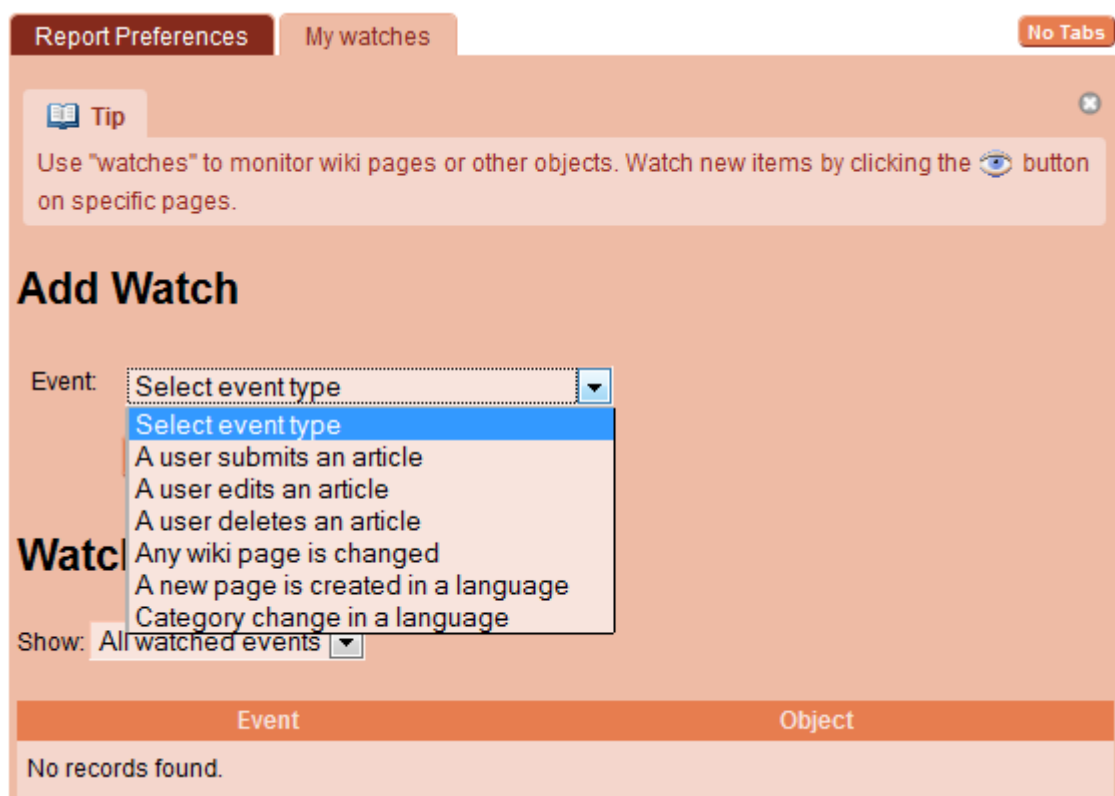 Report Preferences
My watches
No Tabs
Tip
Use "watches" to monitor wiki pages or other objects. Watch new items by clicking the button
on specific pages.
Add Watch
Event:
Select event type
Select event type
A user submits an article
A user edits an article
A user deletes an article
Any wiki page is changed
A new page is created in a language
Category change in a language
Show: All watched events
Event
Object
No records found.